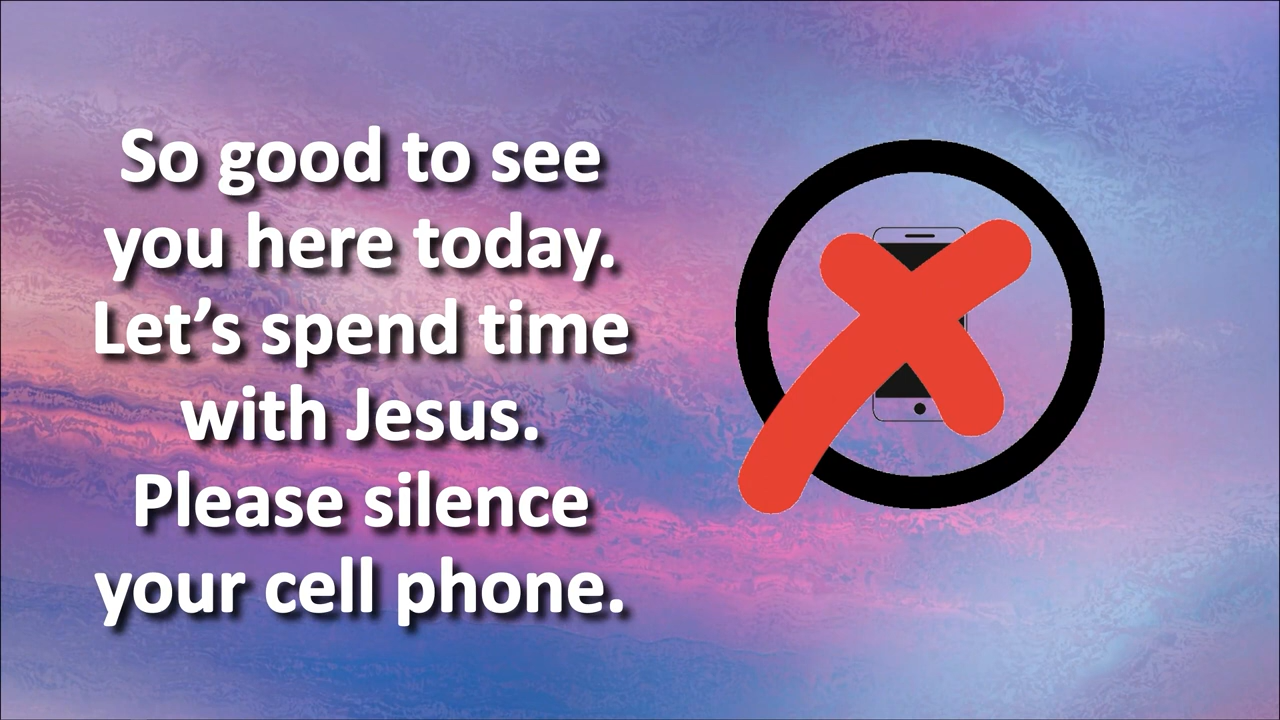 So good to see
you here today.
Let’s spend time
with Jesus.
Please silence
your cell phone.